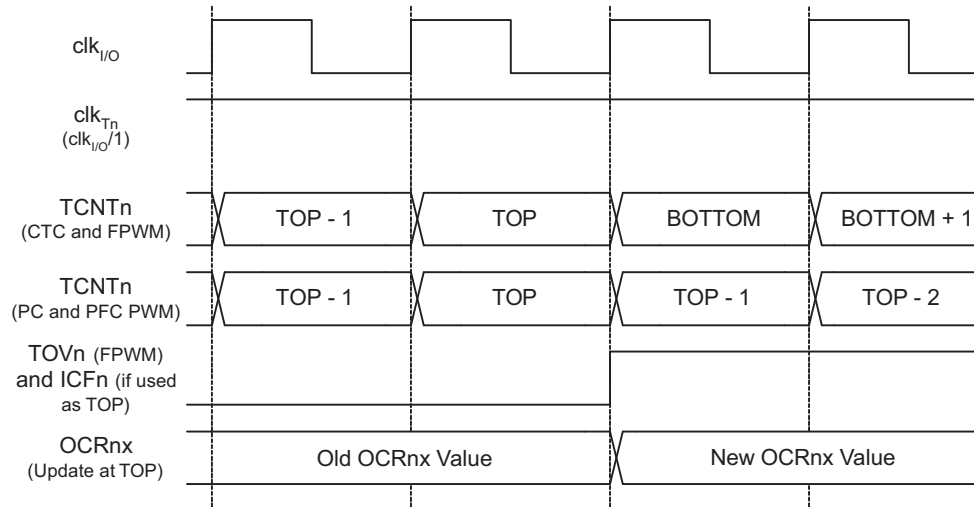 clkI/O
clkTn
(clkI/O/1)
TCNTn
(CTC and FPWM)
TOP - 1
TOP
BOTTOM
BOTTOM + 1
TCNTn
(PC and PFC PWM)
TOP - 1
TOP
TOP - 1
TOP - 2
TOVn (FPWM)
and ICFn (if used
as TOP)
OCRnx
(Update at TOP)
Old OCRnx Value
New OCRnx Value